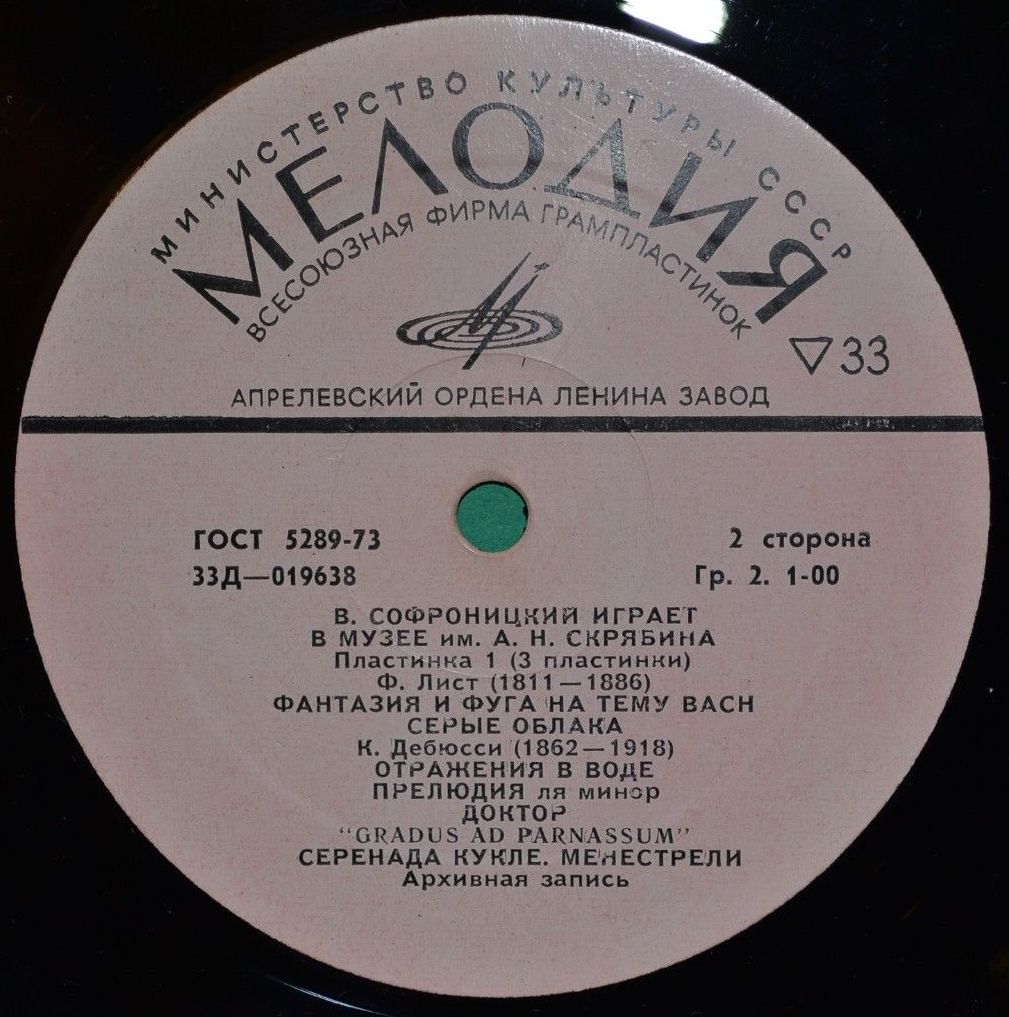 МИНИСТЕРСТВО КУЛЬТУРЫ СССР
МЕЛОДИЯ
ВСЕСОЮЗНАЯ ФИРМА ГРАМПЛАСТИНОК
▽33
АПРЕЛЕВСКИЙ ОРДЕНА ЛЕНИНА ЗАВОД
ГОСТ 5289-73
2 сторона
33Д—019638
Гр. 2. 1-00
В. СОФРОНИЦКИЙ ИГРАЕТ
В МУЗЕЕ им. А. Н. СКРЯБИНА
Пластинка 1 (3 пластинки)
Ф. Лист (1811—1886)
ФАНТАЗИЯ И ФУГА НА ТЕМУ BACH
СЕРЫЕ ОБЛАКА
К. Дебюсси (1862—1918)
ОТРАЖЕНИЯ В ВОДЕ
ПРЕЛЮДИЯ ля минор
ДОКТОР
"GRADUS AD PARNASSUM"
СЕРЕНАДА КУКЛЕ. МЕНЕСТРЕЛИ
Архивная запись